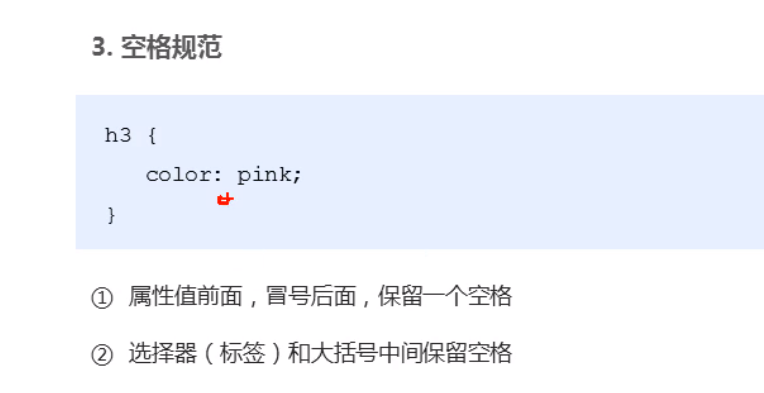 3. 空格规范
h3 {
color: pink;
}
① 属性值前面，冒号后面，保留一个空格
② 选择器（标签）和大括号中间保留空格